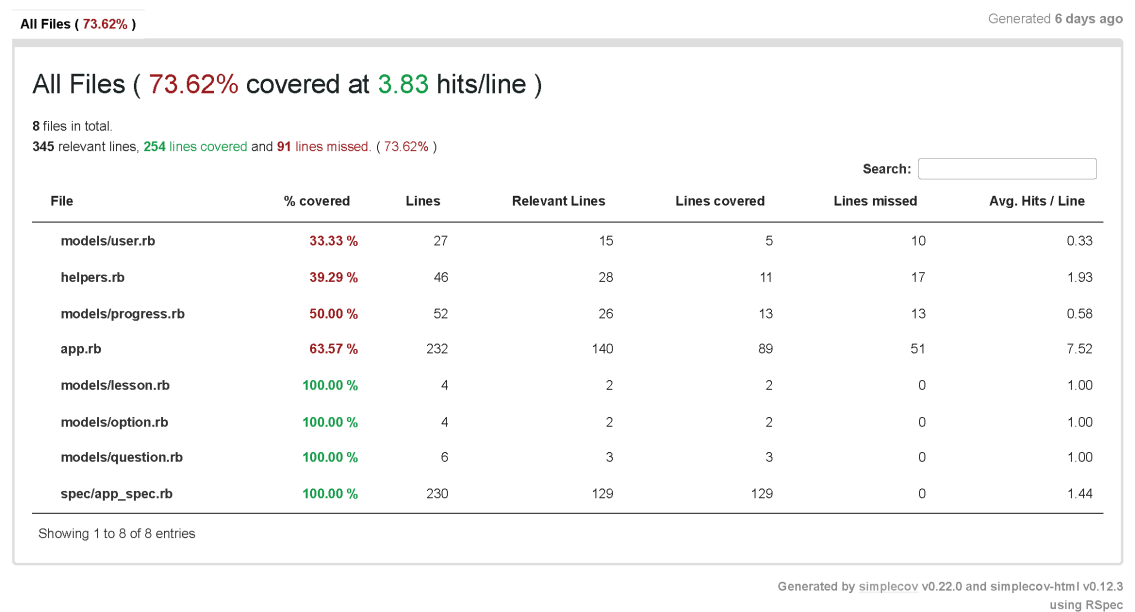 All Files ( 73.62% )
Generated 6 days ago
All Files ( 73.62% covered at 3.83 hits/line )
8 files in total.
345 relevant lines, 254 lines covered and 91 lines missed. ( 73.62% )
Search:
File % covered Lines Relevant Lines Lines covered Lines missed Avg. Hits / Line
models/user.rb 33.33 % 27 15 5 10 0.33
helpers.rb 39.29 % 46 28 11 17 1.93
models/progress.rb 50.00 % 52 26 13 13 0.58
app.rb 63.57 % 232 140 89 51 7.52
models/lesson.rb 100.00 % 4 2 2 0 1.00
models/option.rb 100.00 % 4 2 2 0 1.00
models/question.rb 100.00 % 6 3 3 0 1.00
spec/app_spec.rb 100.00 % 230 129 129 0 1.44
Showing 1 to 8 of 8 entries
Generated by simplecov v0.22.0 and simplecov-html v0.12.3
using RSpec